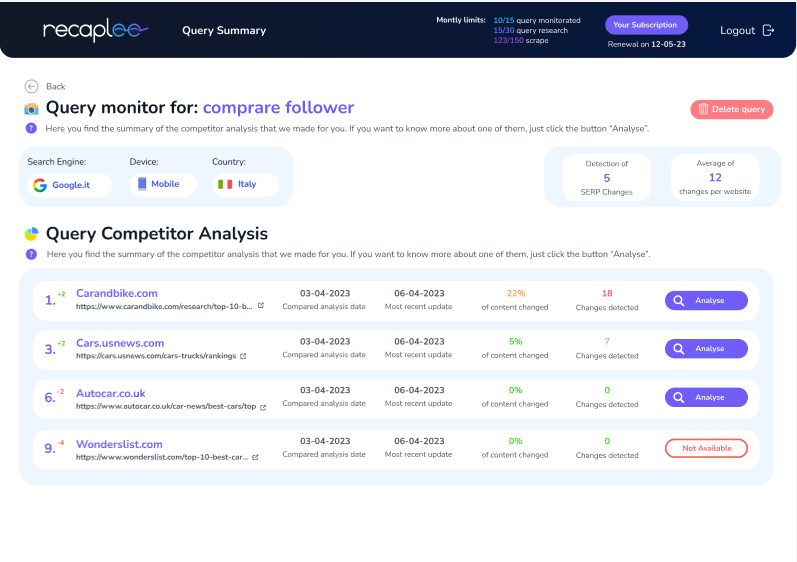 recaplee
Query Summary
Montly limits:
10/15 query monitorated
15/30 query research
123/150 scrape
Your Subscription
Renewal on 12-05-23
Logout
Back
Query monitor for: comprare follower
Delete query
? Here you find the summary of the competitor analysis that we made for you. If you want to know more about one of them, just click the button "Analyse".
Search Engine:
Google.it
Device:
Mobile
Country:
Italy
Detection of
5
SERP Changes
Average of
12
changes per website
Query Competitor Analysis
? Here you find the summary of the competitor analysis that we made for you. If you want to know more about one of them, just click the button "Analyse".
1. +2
Carandbike.com
https://www.carandbike.com/research/top-10-b...
03-04-2023
Compared analysis date
06-04-2023
Most recent update
22%
of content changed
18
Changes detected
Analyse
3. +2
Cars.usnews.com
https://cars.usnews.com/cars-trucks/rankings
03-04-2023
Compared analysis date
06-04-2023
Most recent update
5%
of content changed
7
Changes detected
Analyse
6. -2
Autocar.co.uk
https://www.autocar.co.uk/car-news/best-cars/top
03-04-2023
Compared analysis date
06-04-2023
Most recent update
0%
of content changed
0
Changes detected
Analyse
9. -4
Wonderslist.com
https://www.wonderslist.com/top-10-best-car...
03-04-2023
Compared analysis date
06-04-2023
Most recent update
0%
of content changed
0
Changes detected
Not Available